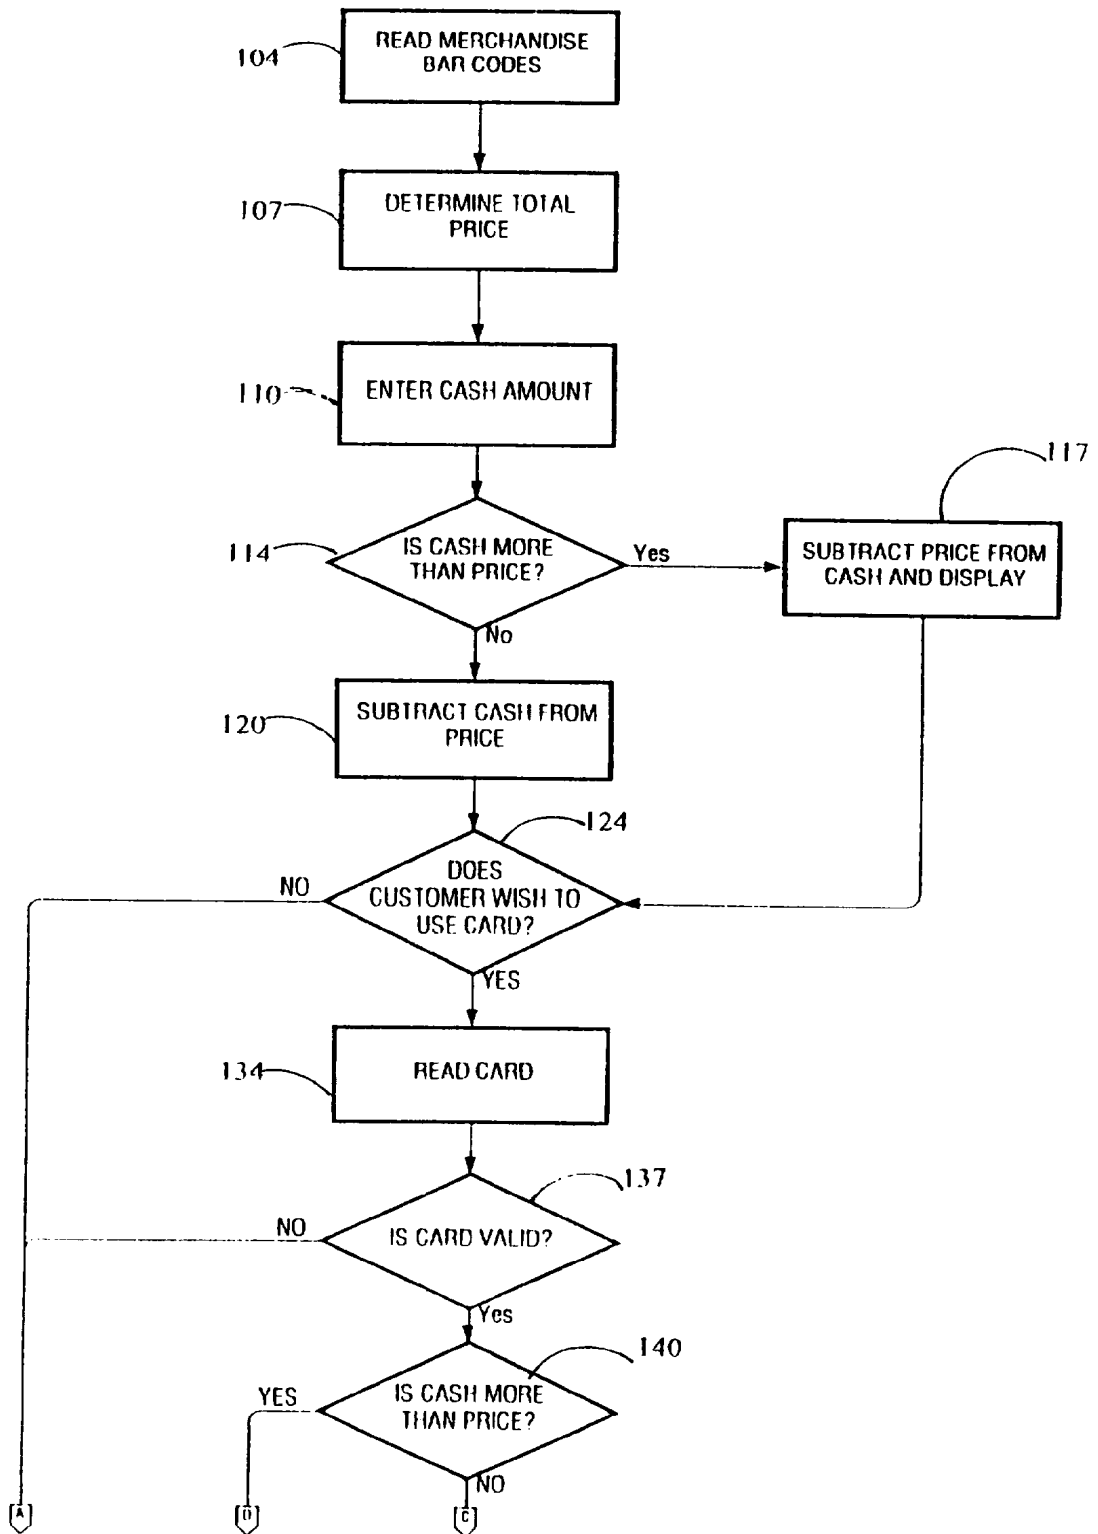 READ MERCHANDISE
BAR CODES
104
DETERMINE TOTAL
PRICE
107
ENTER CASH AMOUNT
110
117
IS CASH MORE
THAN PRICE?
114
Yes
SUBTRACT PRICE FROM
CASH AND DISPLAY
No
SUBTRACT CASH FROM
PRICE
120
124
DOES
CUSTOMER WISH TO
USE CARD?
NO
YES
READ CARD
134
137
IS CARD VALID?
NO
Yes
140
IS CASH MORE
THAN PRICE?
YES
NO
A
C